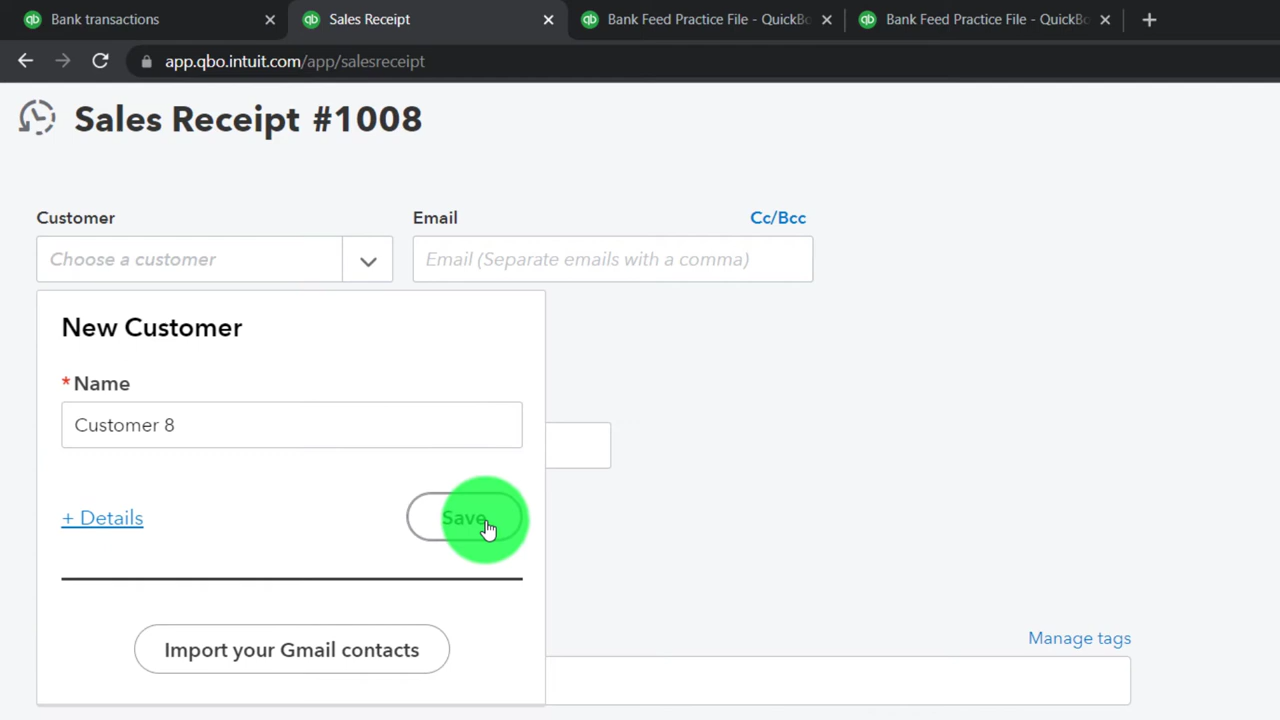 Bank transactions
Sales Receipt
Bank Feed Practice File - QuickBo
Bank Feed Practice File - QuickBo
app.qbo.intuit.com/app/salesreceipt
Sales Receipt #1008
Customer
Email
Cc/Bcc
Choose a customer
Email (Separate emails with a comma)
New Customer
*Name
Customer 8
+ Details
Save
Import your Gmail contacts
Manage tags